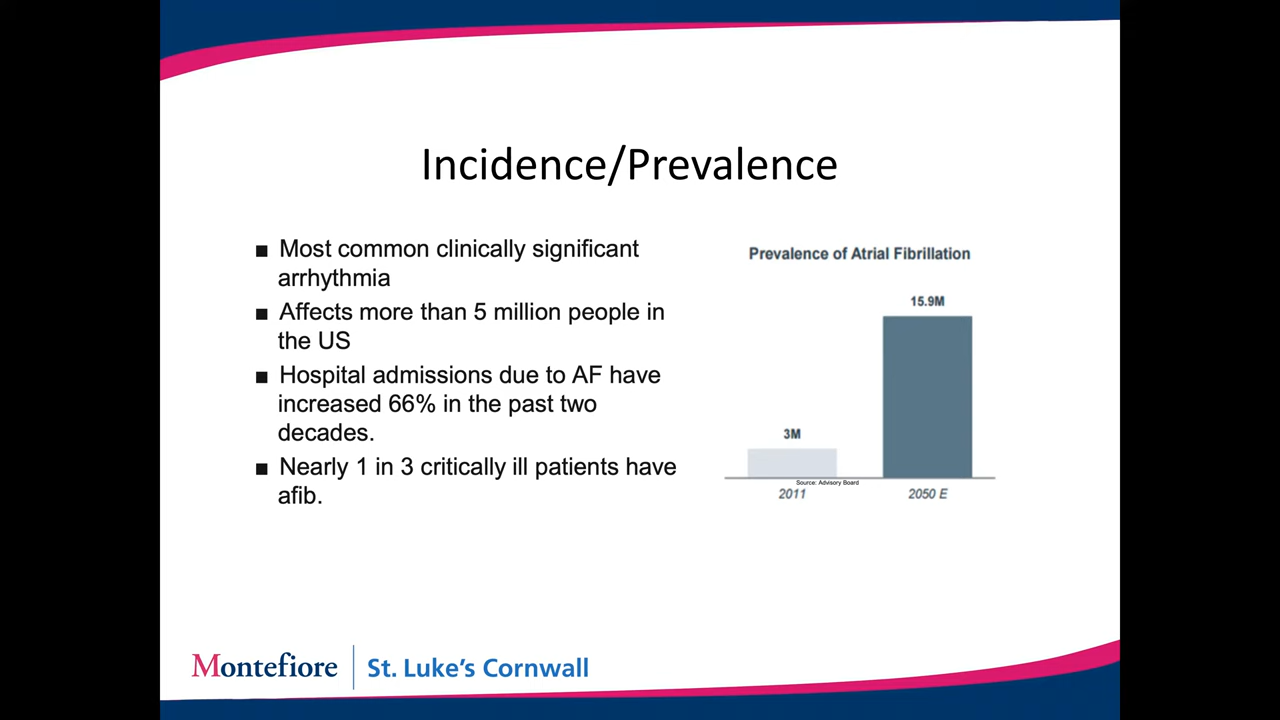 Incidence/Prevalence
■ Most common clinically significant
arrhythmia
■ Affects more than 5 million people in
the US
■ Hospital admissions due to AF have
increased 66% in the past two
decades.
■ Nearly 1 in 3 critically ill patients have
afib.
Prevalence of Atrial Fibrillation
15.9M
3M
Source: Advisory Board
2011
2050 E
Montefiore
St. Luke's Cornwall